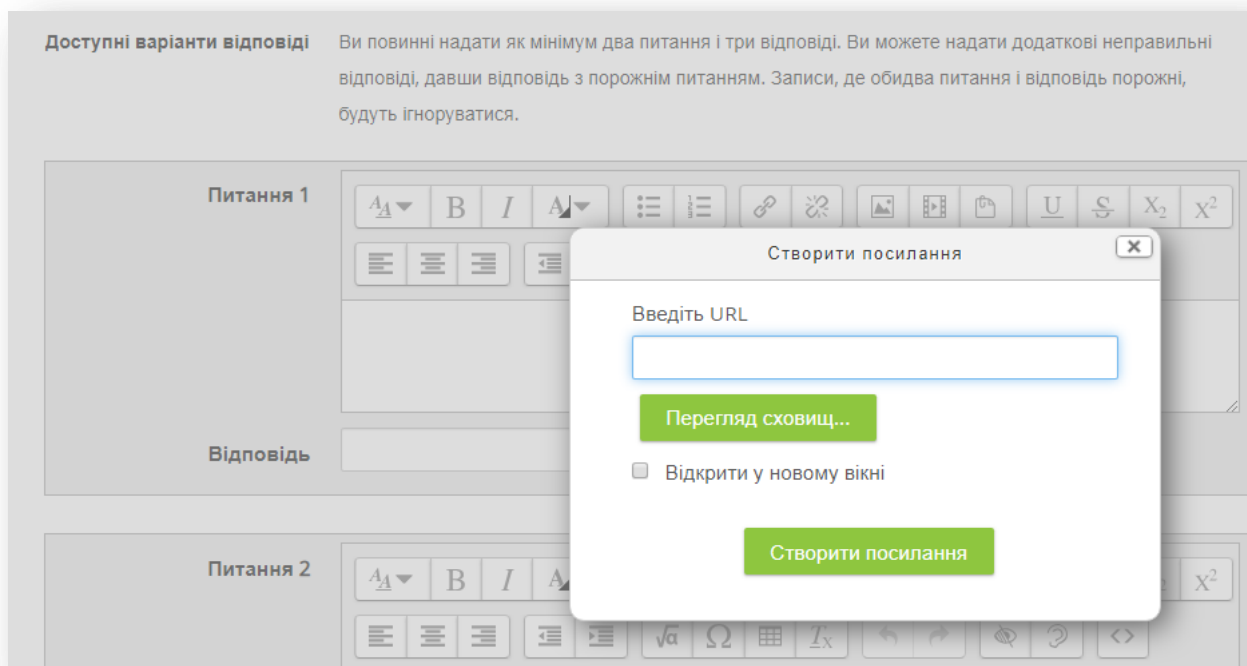 Доступні варіанти відповіді
Ви повинні надати як мінімум два питання і три відповіді. Ви можете надати додаткові неправильні
відповіді, давши відповідь з порожнім питанням. Записи, де обидва питання і відповідь порожні,
будуть ігноруватися.
Питання 1
Створити посилання
Введіть URL
Перегляд сховищ...
Відповідь
Відкрити у новому вікні
Створити посилання
Питання 2